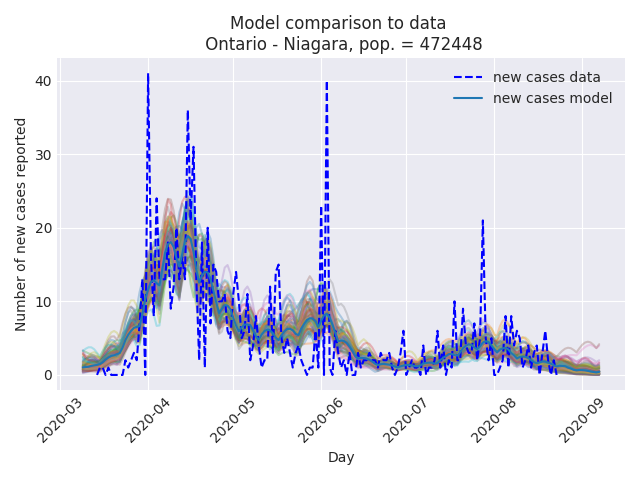 Model comparison to data
Ontario - Niagara, pop. = 472448
new cases data
new cases model
Number of new cases reported
40
30
20
10
0
2020-03
2020-04
2020-05
2020-06
2020-07
2020-08
2020-09
Day